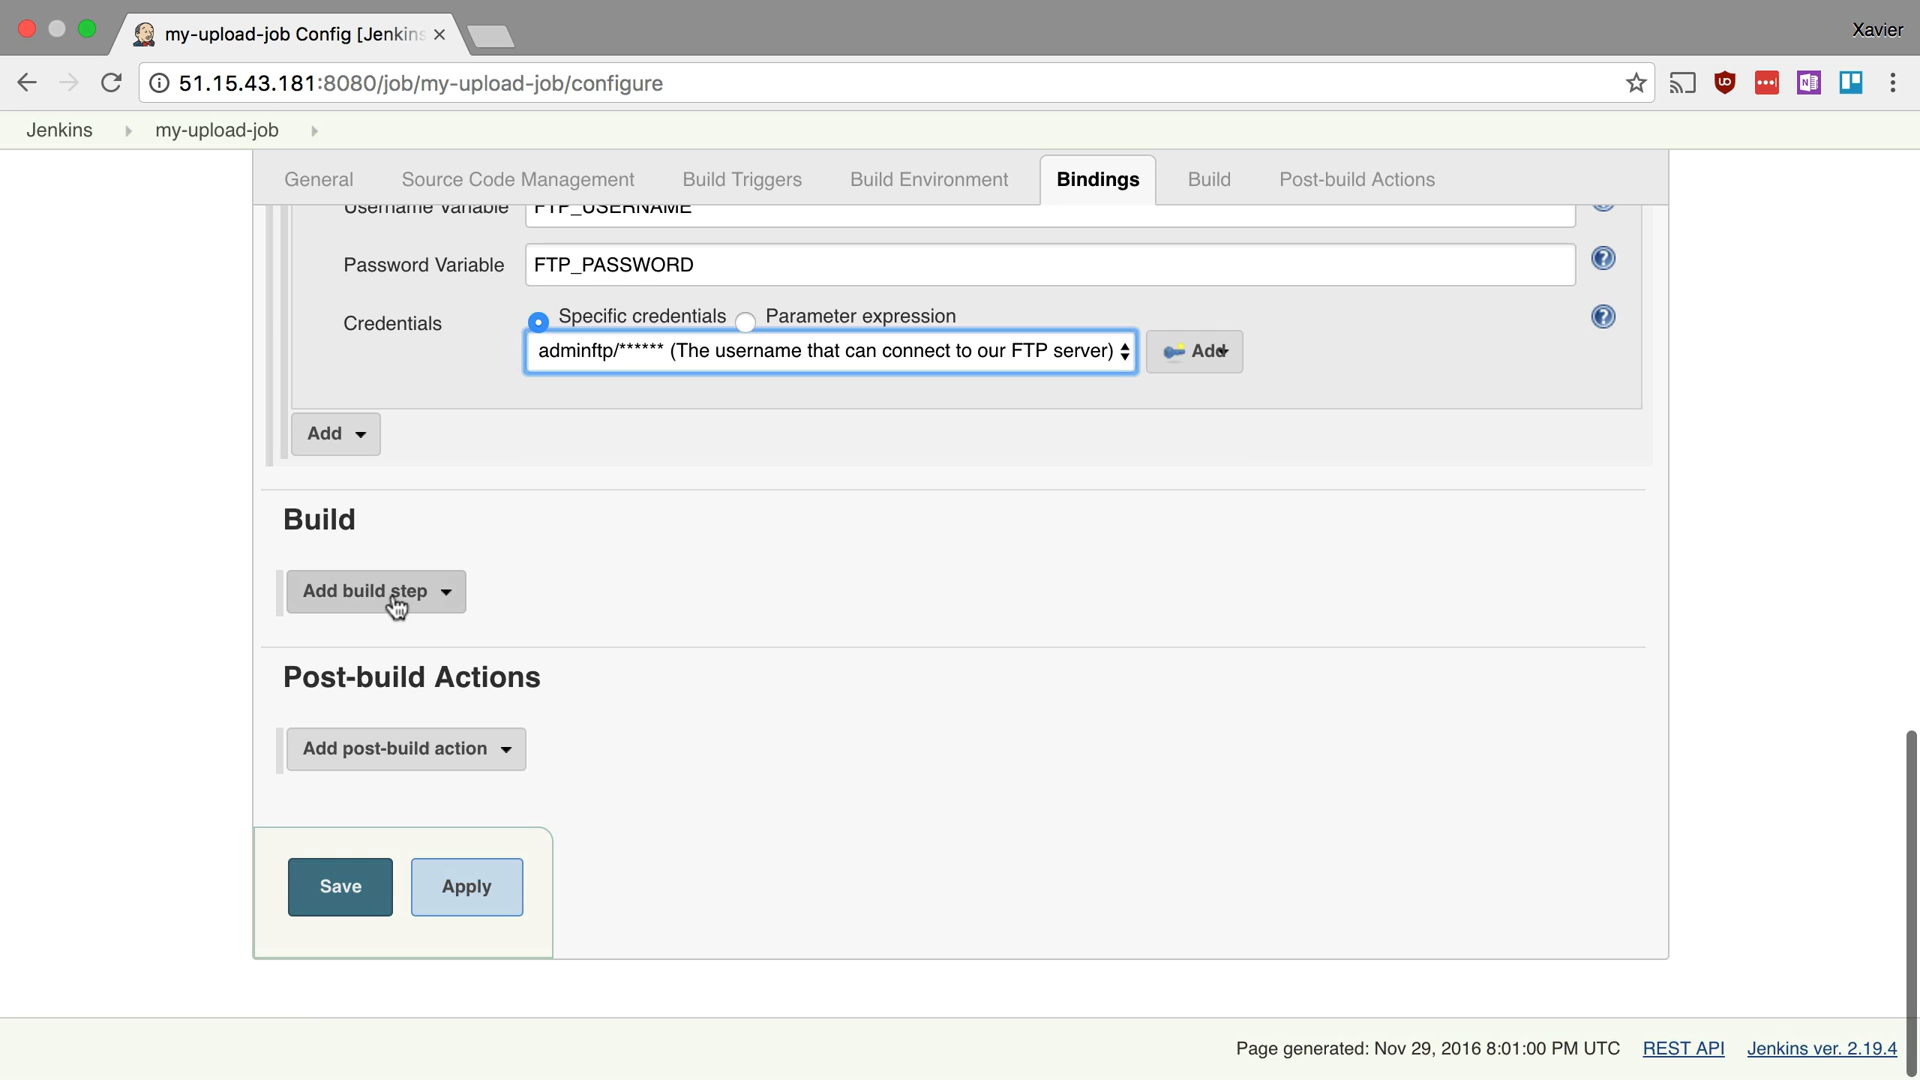 my-upload-job Config [Jenkins
Xavier
51.15.43.181:8080/job/my-upload-job/configure
Jenkins my-upload-job
General Source Code Management Build Triggers Build Environment Bindings Build Post-build Actions
Username Variable FTP_USERNAME
Password Variable FTP_PASSWORD
Credentials Specific credentials Parameter expression
adminftp/****** (The username that can connect to our FTP server) Add
Add
Build
Add build step
Post-build Actions
Add post-build action
Save Apply
Page generated: Nov 29, 2016 8:01:00 PM UTC REST API Jenkins ver. 2.19.4